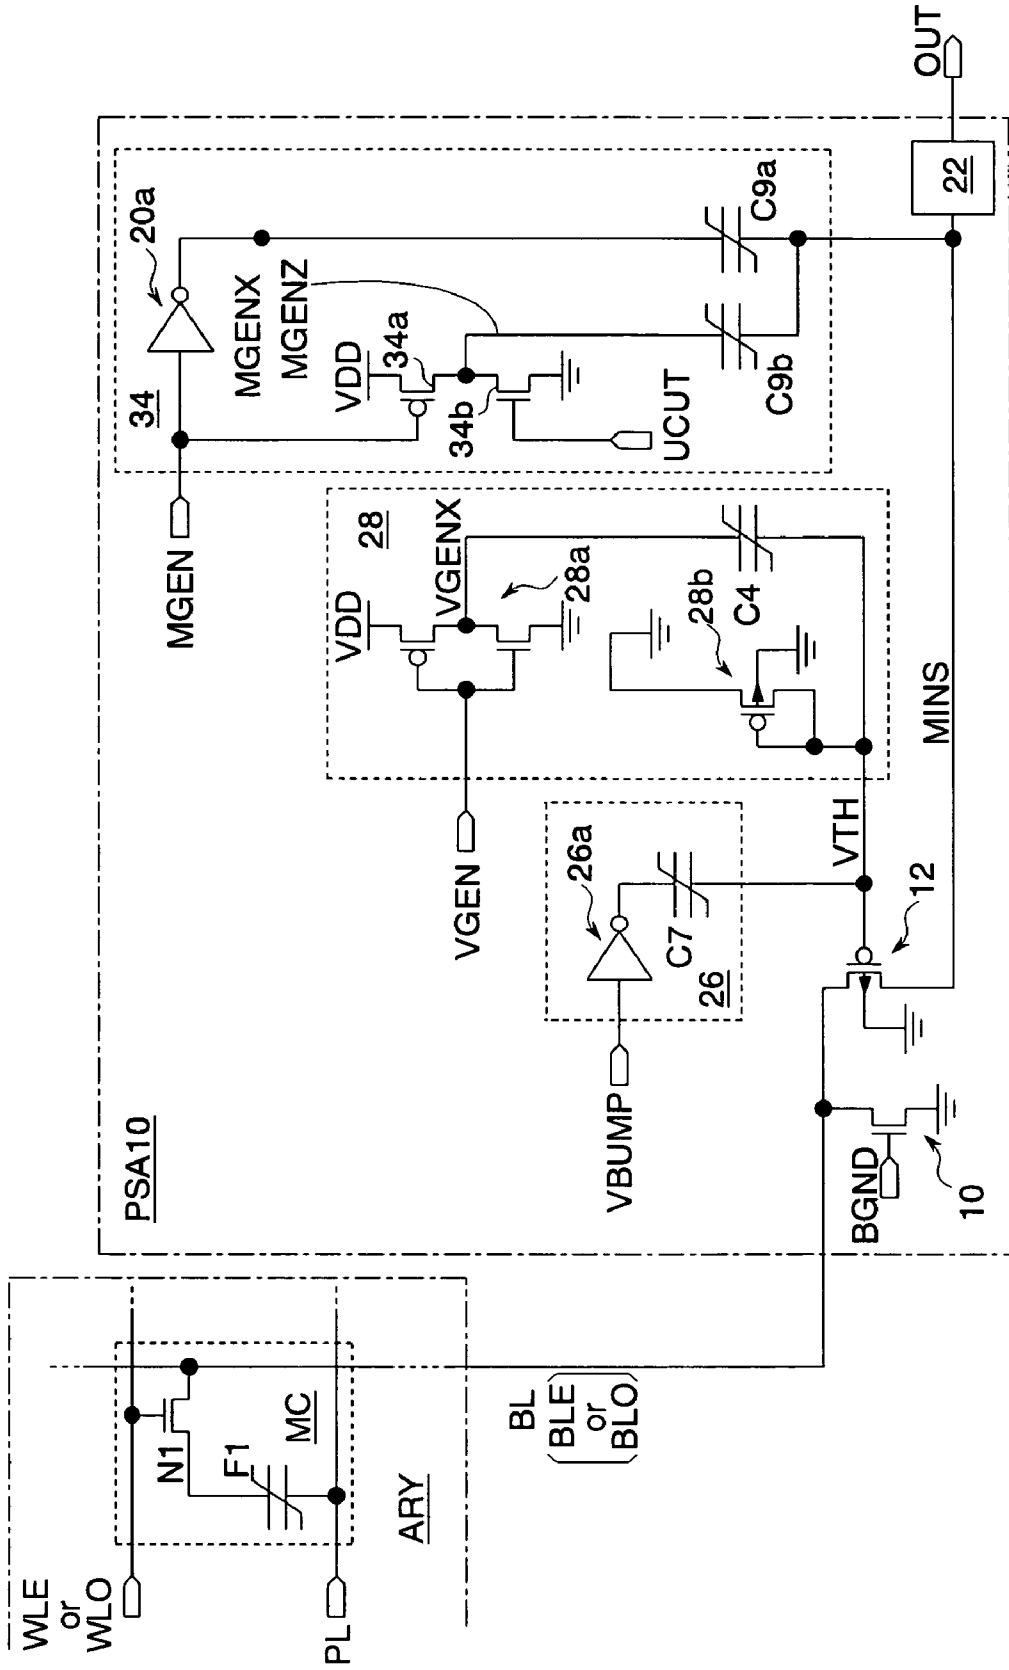 WLE
or
WLO
PL
N1
F1
MC
ARY
BL
BLE
or
BLO
PSA10
BGND
10
12
VBUMP
26a
C7
26
VTH
MINS
VGEN
VDD
28
VGENX
28a
28b
C4
MGEN
34
20a
MGENX
MGENZ
VDD
34a
34b
UCUT
C9b
C9a
22
OUT